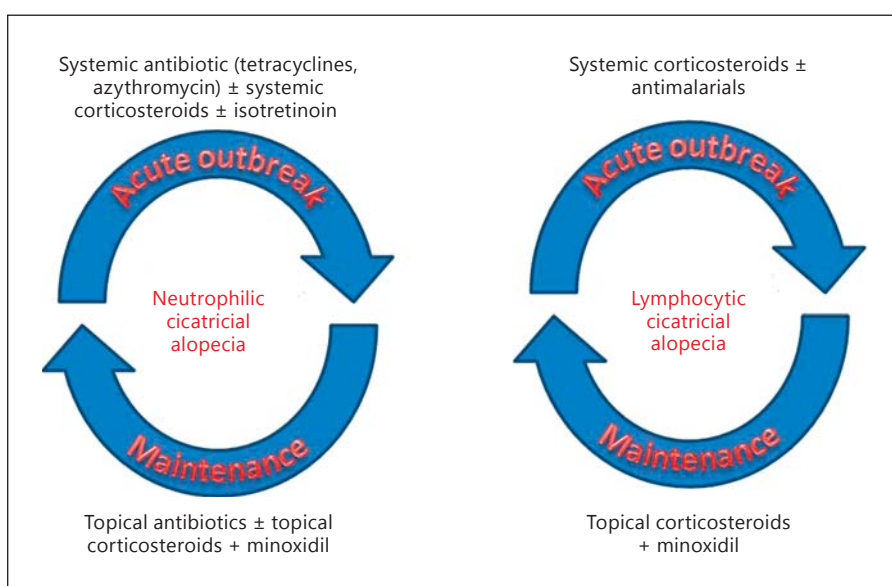 Systemic antibiotic (tetracyclines,
azythromycin) ± systemic
corticosteroids ± isotretinoin
Acute outbreak
Neutrophilic
cicatricial
alopecia
Maintenance
Topical antibiotics ± topical
corticosteroids + minoxidil
Systemic corticosteroids ±
antimalarials
Acute outbreak
Lymphocytic
cicatricial
alopecia
Maintenance
Topical corticosteroids
+ minoxidil